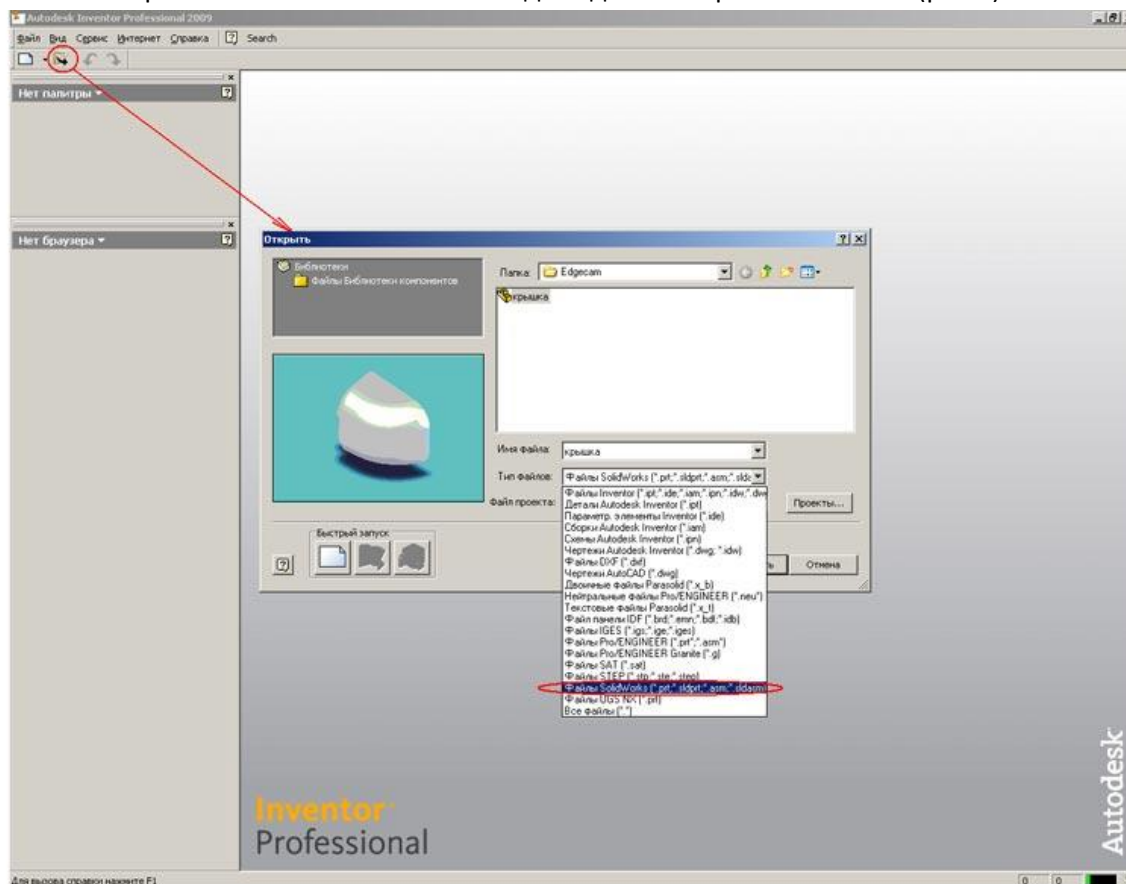 Autodesk Inventor Professional 2009
Файл Вид Сервис Интернет Справка Search
Нет палитры
Нет браузера
Открыть
Библиотеки
Файлы Библиотеки компонентов
Папка: Edgecam
крышка
Имя файла: крышка
Тип файлов: Файлы SolidWorks (*.prt;*.sldprt;*.asm;*.slda
Файл проекта:
Проекты...
Файлы Inventor (*.ipt;*.ide;*.iam;*.ipn;*.idw;*.dw
Детали Autodesk Inventor (*.ipt)
Параметр. элементы Inventor (*.ide)
Сборки Autodesk Inventor (*.iam)
Схемы Autodesk Inventor (*.ipn)
Чертежи Autodesk Inventor (*.dwg; *.idw)
Файлы DXF (*.dxf)
Чертежи AutoCAD (*.dwg)
Двоичные файлы Parasolid (*.x_b)
Нейтральные файлы Pro/ENGINEER (*.neu*)
Текстовые файлы Parasolid (*.x_t)
Файл панели IDF (*.brd;*.emn;*.bdf;*.idb)
Файлы IGES (*.igs;*.ige;*.iges)
Файлы Pro/ENGINEER (*.prt*;*.asm*)
Файлы Pro/ENGINEER Granite (*.g)
Файлы SAT (*.sat)
Файлы STEP (*.stp;*.ste;*.step)
Файлы SolidWorks (*.prt;*.sldprt;*.asm;*.sldasm)
Файлы UGS NX (*.prt)
Все файлы (*.*)
Быстрый запуск
Отмена
Autodesk
Inventor
Professional
Для вызова справки нажмите F1
0 0